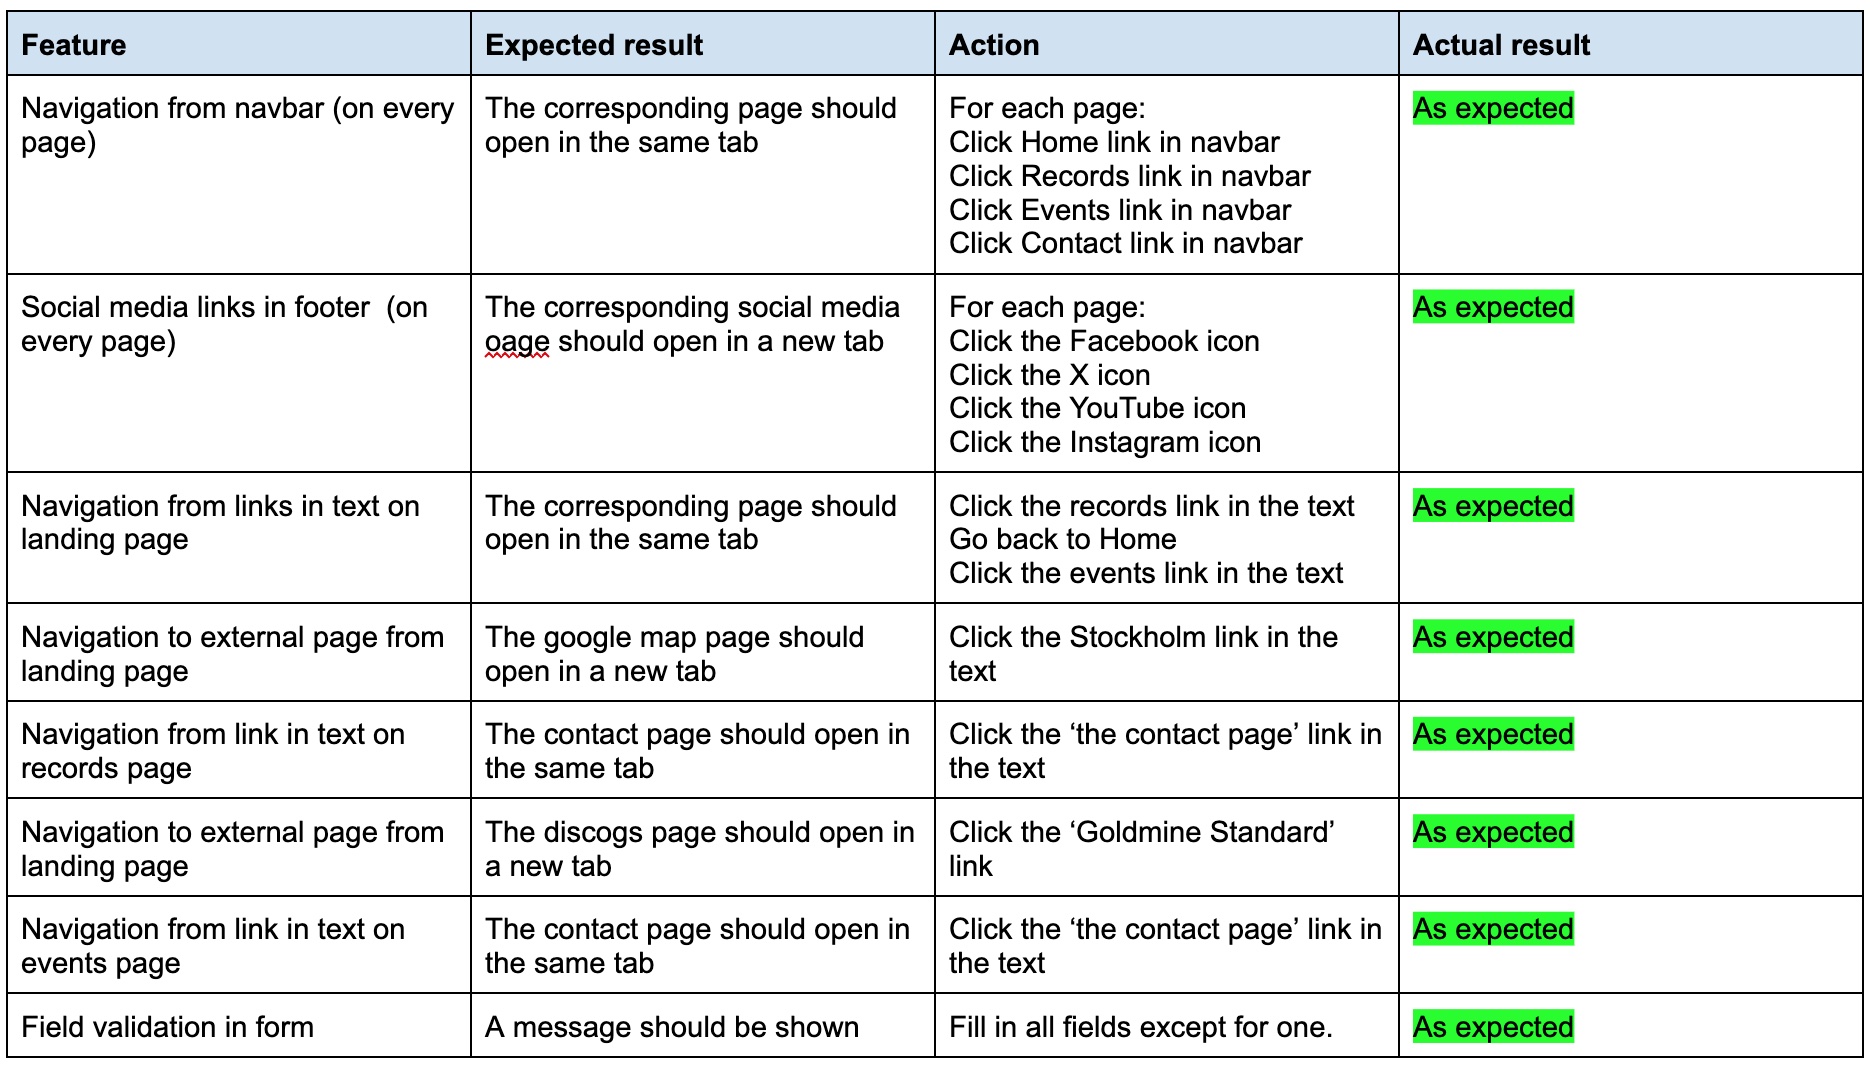 Feature Expected result Action Actual result
Navigation from navbar (on every
page)
The corresponding page should
open in the same tab
For each page:
Click Home link in navbar
Click Records link in navbar
Click Events link in navbar
Click Contact link in navbar
As expected
Social media links in footer  (on
every page)
The corresponding social media
oage should open in a new tab
For each page:
Click the Facebook icon
Click the X icon
Click the YouTube icon
Click the Instagram icon
As expected
Navigation from links in text on
landing page
The corresponding page should
open in the same tab
Click the records link in the text
Go back to Home
Click the events link in the text
As expected
Navigation to external page from
landing page
The google map page should
open in a new tab
Click the Stockholm link in the
text
As expected
Navigation from link in text on
records page
The contact page should open in
the same tab
Click the ‘the contact page’ link in
the text
As expected
Navigation to external page from
landing page
The discogs page should open in
a new tab
Click the ‘Goldmine Standard’
link
As expected
Navigation from link in text on
events page
The contact page should open in
the same tab
Click the ‘the contact page’ link in
the text
As expected
Field validation in form
A message should be shown
Fill in all fields except for one.
As expected